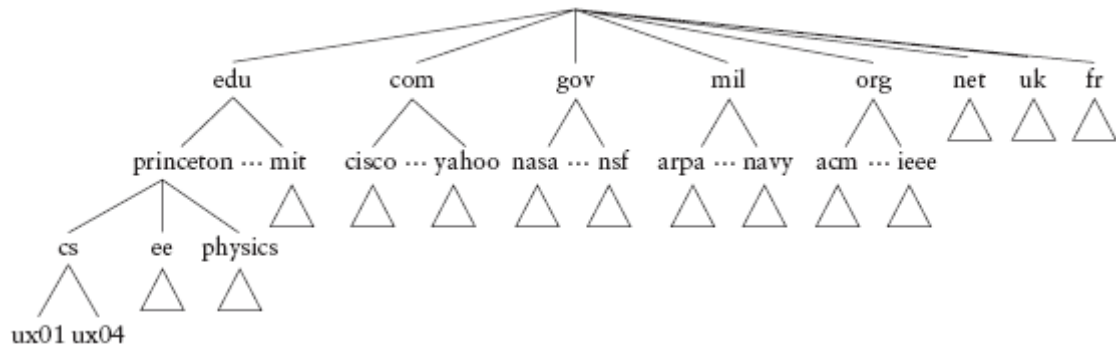 edu com gov mil org net uk fr
princeton ··· mit cisco ··· yahoo nasa ··· nsf arpa ··· navy acm ··· ieee
cs ee physics
ux01 ux04